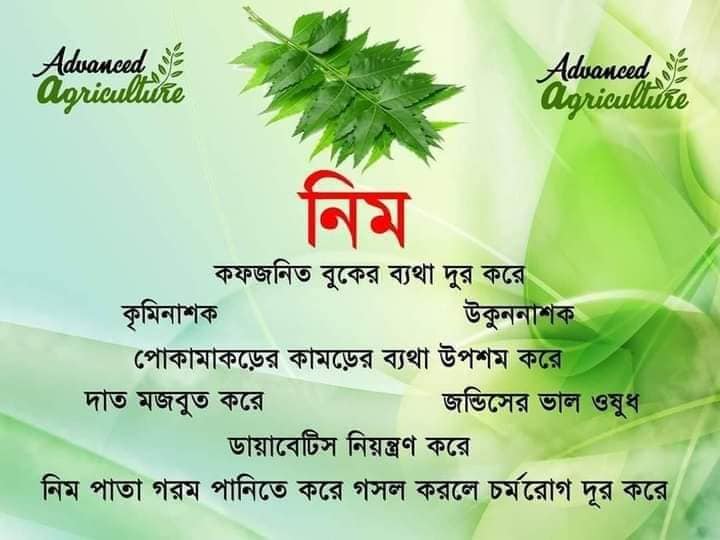 Advanced Agriculture
Advanced Agriculture
নিম
কফজনিত বুকের ব্যথা দুর করে
কৃমিনাশক
উকুননাশক
পোকামাকড়ের কামড়ের ব্যথা উপশম করে
দাত মজবুত করে
জন্ডিসের ভাল ওষুধ
ডায়াবেটিস নিয়ন্ত্রণ করে
নিম পাতা গরম পানিতে করে গসল করলে চর্মরোগ দূর করে